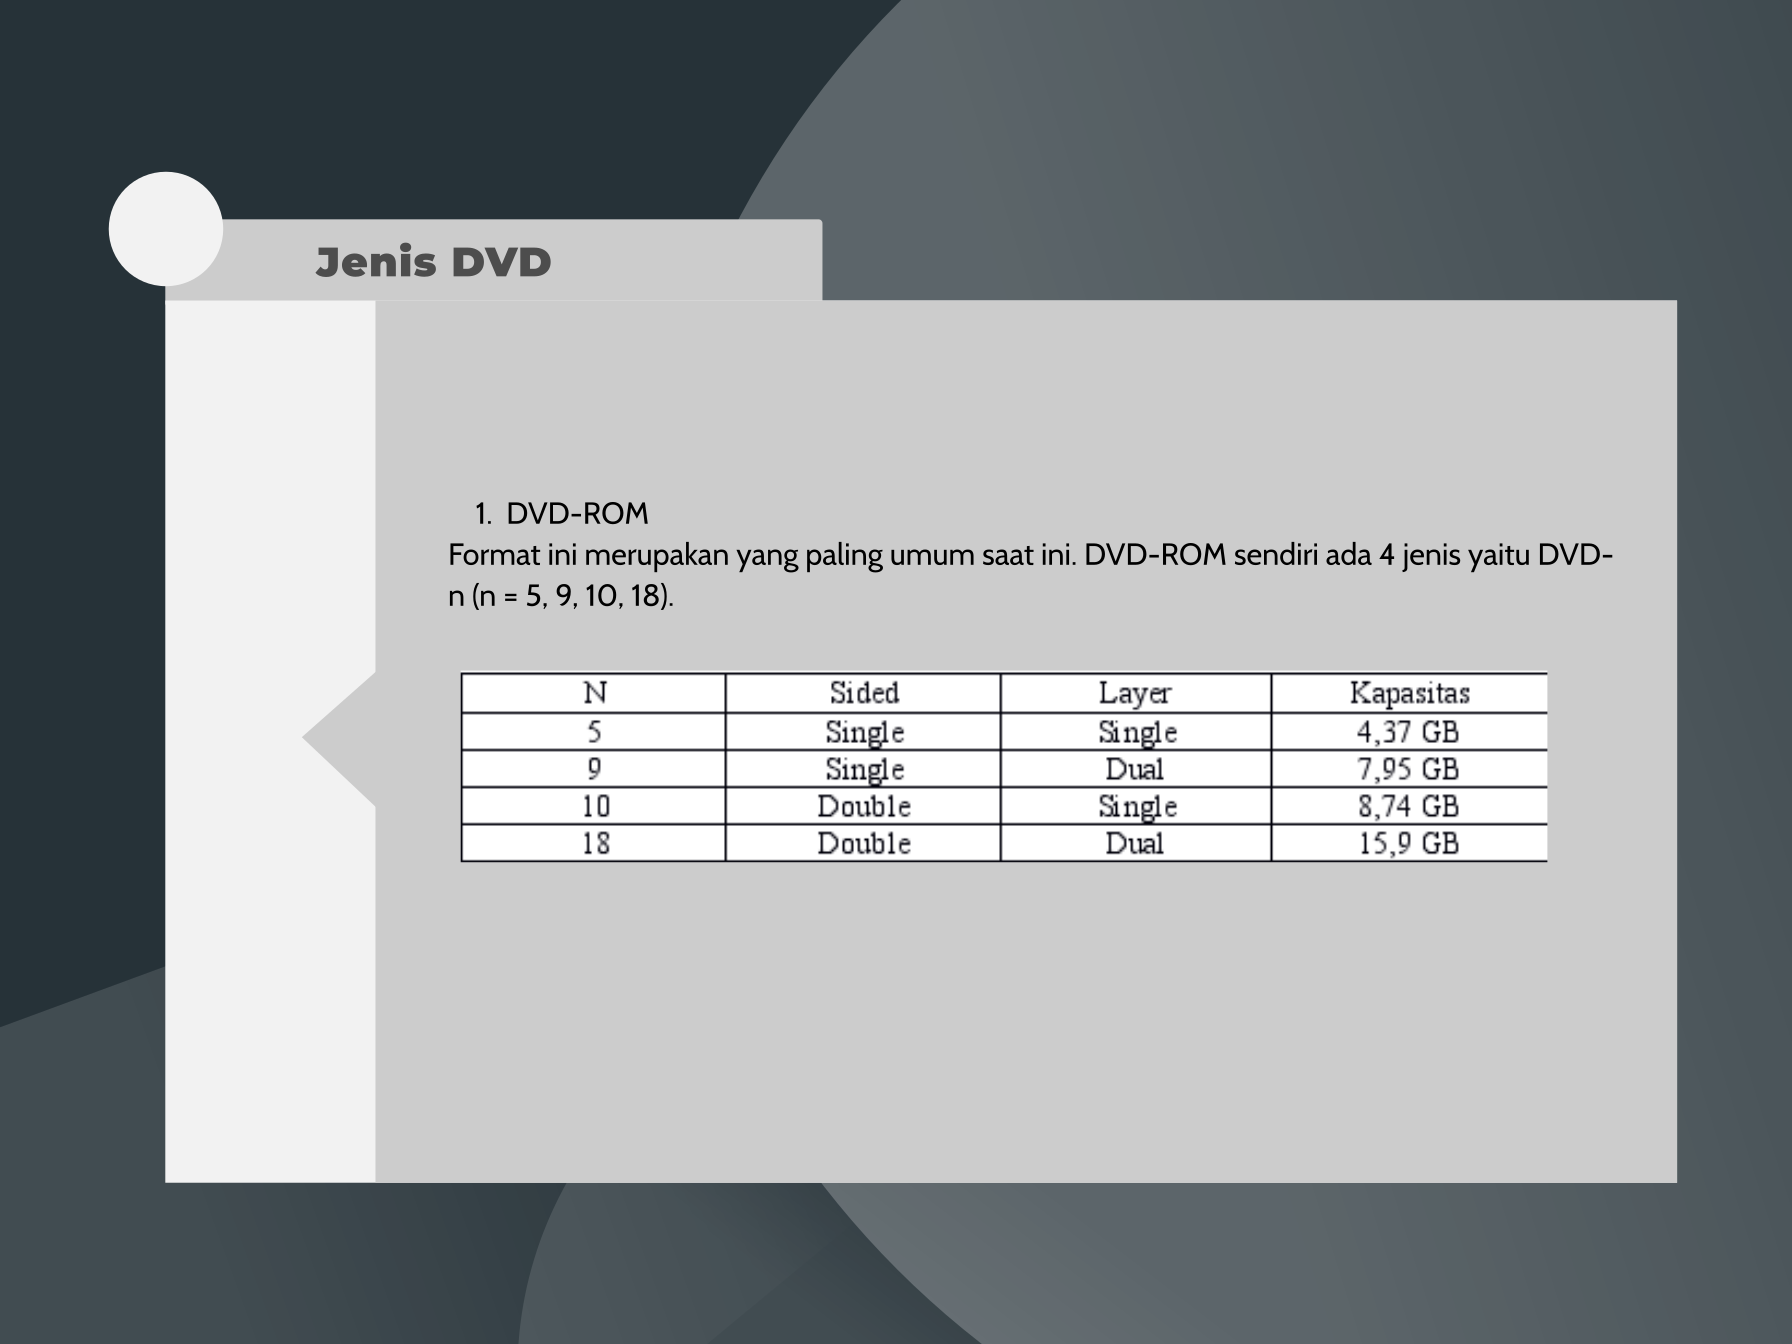 Jenis DVD
1. DVD-ROM
Format ini merupakan yang paling umum saat ini. DVD-ROM sendiri ada 4 jenis yaitu DVD-
n (n = 5, 9, 10, 18).
N Sided Layer Kapasitas
5 Single Single 4,37 GB
9 Single Dual 7,95 GB
10 Double Single 8,74 GB
18 Double Dual 15,9 GB